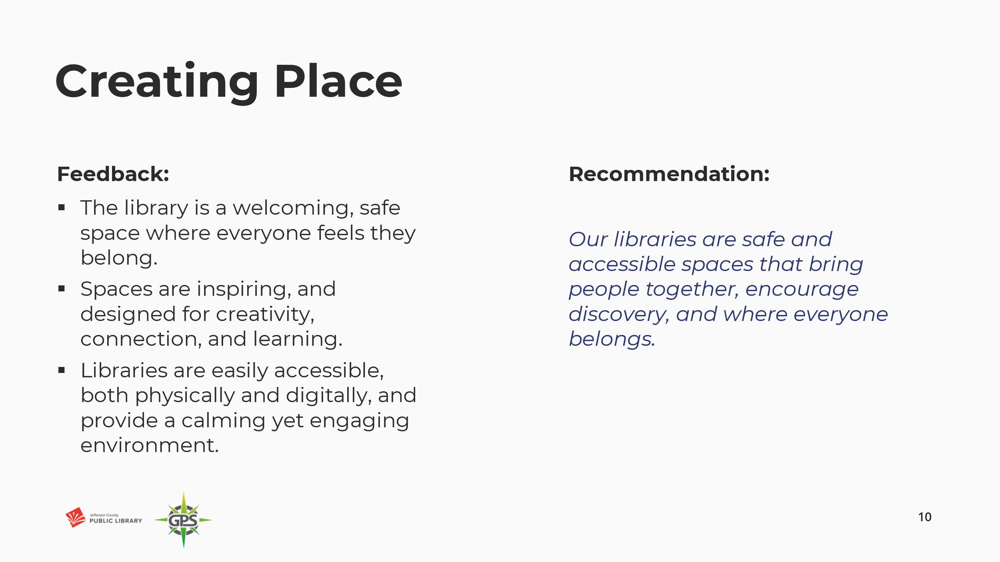 Creating Place
Feedback:
▪ The library is a welcoming, safe
space where everyone feels they
belong.
▪ Spaces are inspiring, and
designed for creativity,
connection, and learning.
▪ Libraries are easily accessible,
both physically and digitally, and
provide a calming yet engaging
environment.
Recommendation:
Our libraries are safe and
accessible spaces that bring
people together, encourage
discovery, and where everyone
belongs.
Jefferson County
PUBLIC LIBRARY
GPS
10